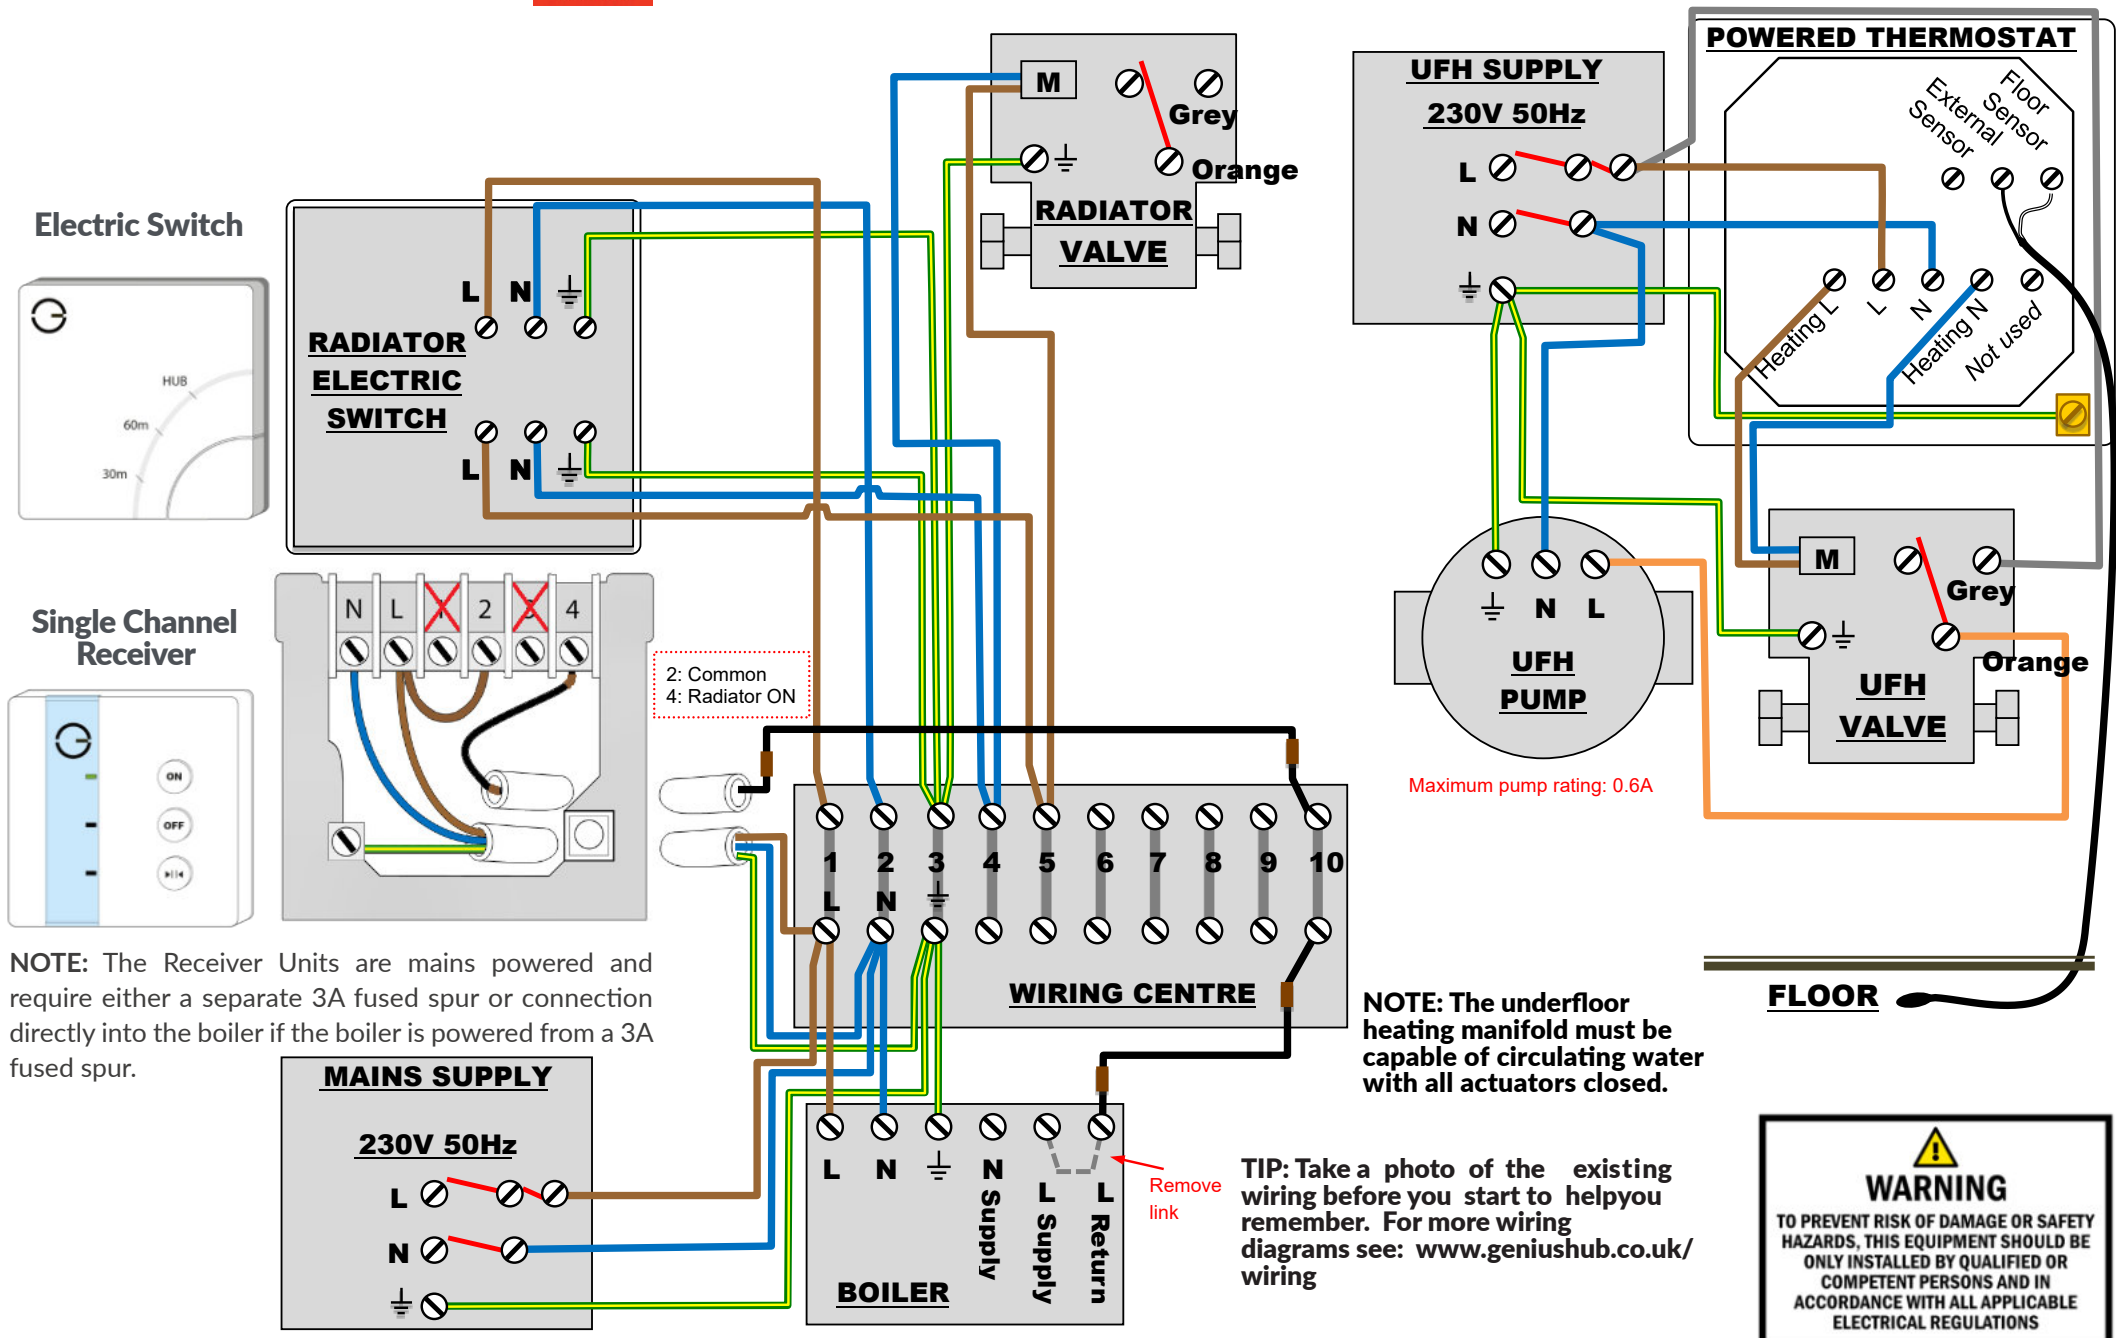 Electric Switch
HUB
60m
30m
Single Channel
Receiver
ON
OFF
NOTE: The Receiver Units are mains powered and
require either a separate 3A fused spur or connection
directly into the boiler if the boiler is powered from a 3A
fused spur.
L N
RADIATOR
ELECTRIC
SWITCH
L N
N L 1 2 3 4
2: Common
4: Radiator ON
M
Grey
Orange
RADIATOR
VALVE
UFH SUPPLY
230V 50Hz
L
N
POWERED THERMOSTAT
Floor
Sensor
External
Sensor
Heating L
L
N
Heating N
Not used
N L
UFH
PUMP
Maximum pump rating: 0.6A
M
Grey
Orange
UFH
VALVE
1 2 3 4 5 6 7 8 9 10
L N
WIRING CENTRE
FLOOR
NOTE: The underfloor
heating manifold must be
capable of circulating water
with all actuators closed.
MAINS SUPPLY
230V 50Hz
L
N
L N N Supply L Supply L Return
BOILER
Remove
link
TIP: Take a photo of the existing
wiring before you start to helpyou
remember. For more wiring
diagrams see: www.geniushub.co.uk/
wiring
WARNING
TO PREVENT RISK OF DAMAGE OR SAFETY
HAZARDS, THIS EQUIPMENT SHOULD BE
ONLY INSTALLED BY QUALIFIED OR
COMPETENT PERSONS AND IN
ACCORDANCE WITH ALL APPLICABLE
ELECTRICAL REGULATIONS